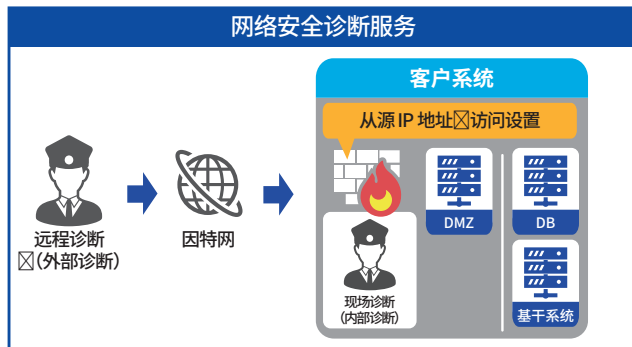 网络安全诊断服务
客户系统
从源 IP 地址☒访问设置
DMZ
DB
远程诊断
☒(外部诊断)
因特网
现场诊断
(内部诊断)
基干系统